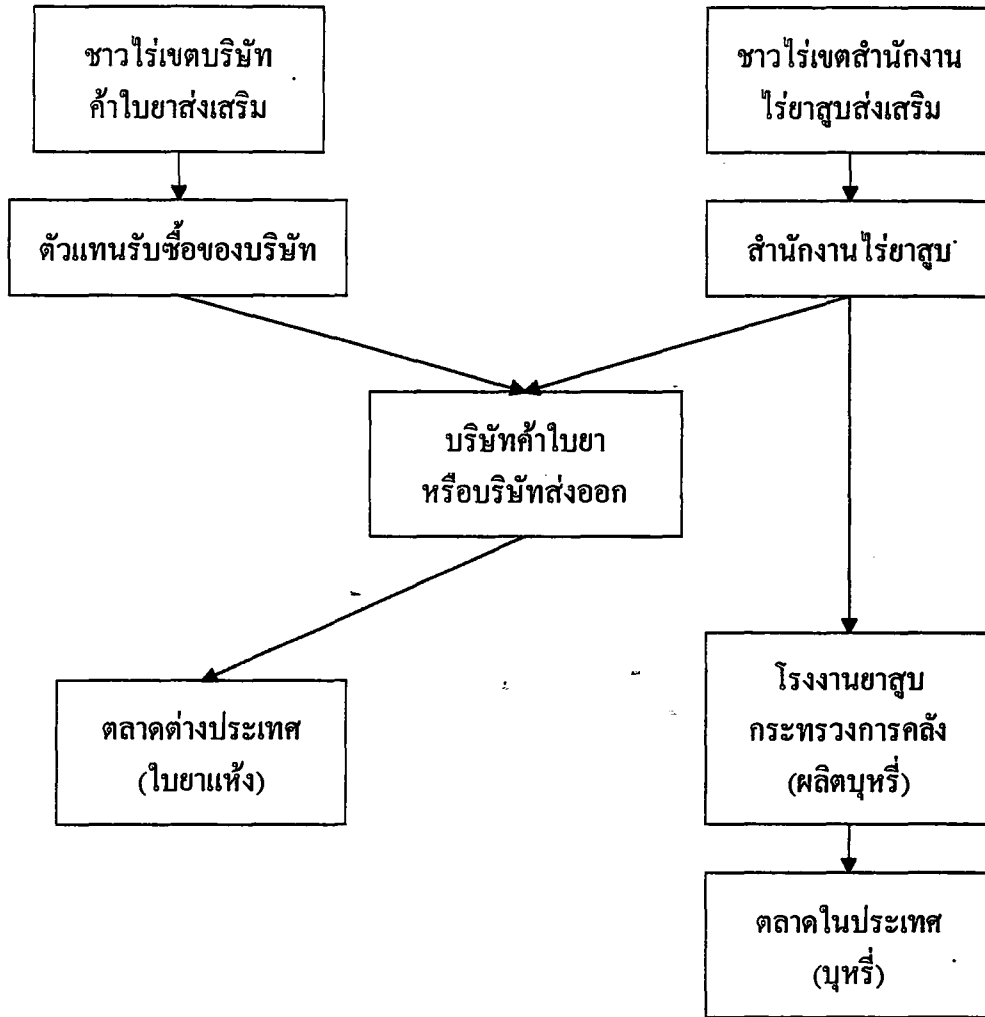 ชาวไร่เขตบริษัท
ค้าใบยาส่งเสริม
ชาวไร่เขตสำนักงาน
ไร่ยาสูบส่งเสริม
ตัวแทนรับซื้อของบริษัท
สำนักงานไร่ยาสูบ
บริษัทค้าใบยา
หรือบริษัทส่งออก
ตลาดต่างประเทศ
(ใบยาแห้ง)
โรงงานยาสูบ
กระทรวงการคลัง
(ผลิตบุหรี่)
ตลาดในประเทศ
(บุหรี่)